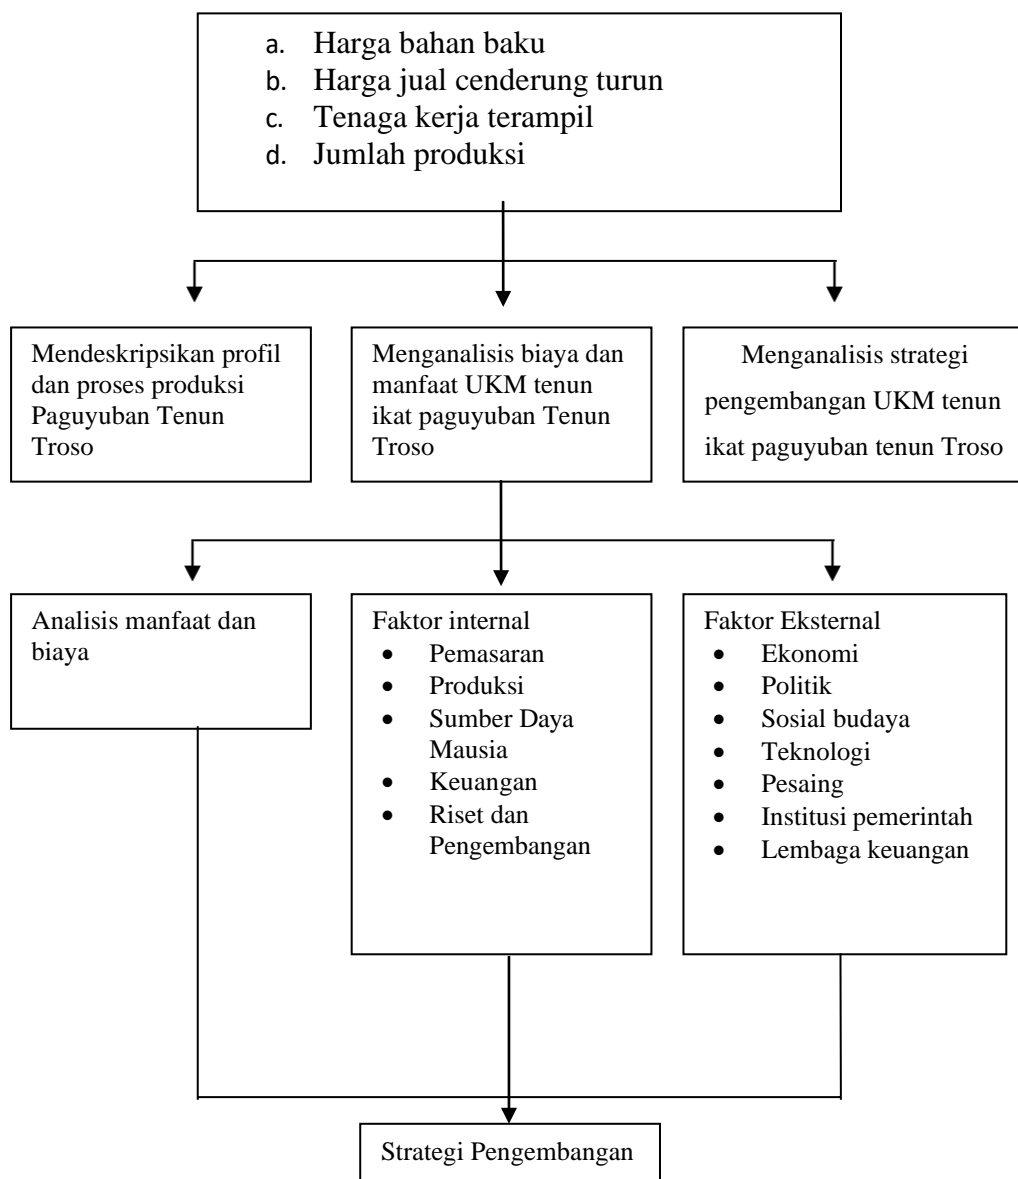 a. Harga bahan baku
b. Harga jual cenderung turun
c. Tenaga kerja terampil
d. Jumlah produksi
Mendeskripsikan profil
dan proses produksi
Paguyuban Tenun
Troso
Menganalisis biaya dan
manfaat UKM tenun
ikat paguyuban Tenun
Troso
Menganalisis strategi
pengembangan UKM tenun
ikat paguyuban tenun Troso
Analisis manfaat dan
biaya
Faktor internal
• Pemasaran
• Produksi
• Sumber Daya
Mausia
• Keuangan
• Riset dan
Pengembangan
Faktor Eksternal
• Ekonomi
• Politik
• Sosial budaya
• Teknologi
• Pesaing
• Institusi pemerintah
• Lembaga keuangan
Strategi Pengembangan